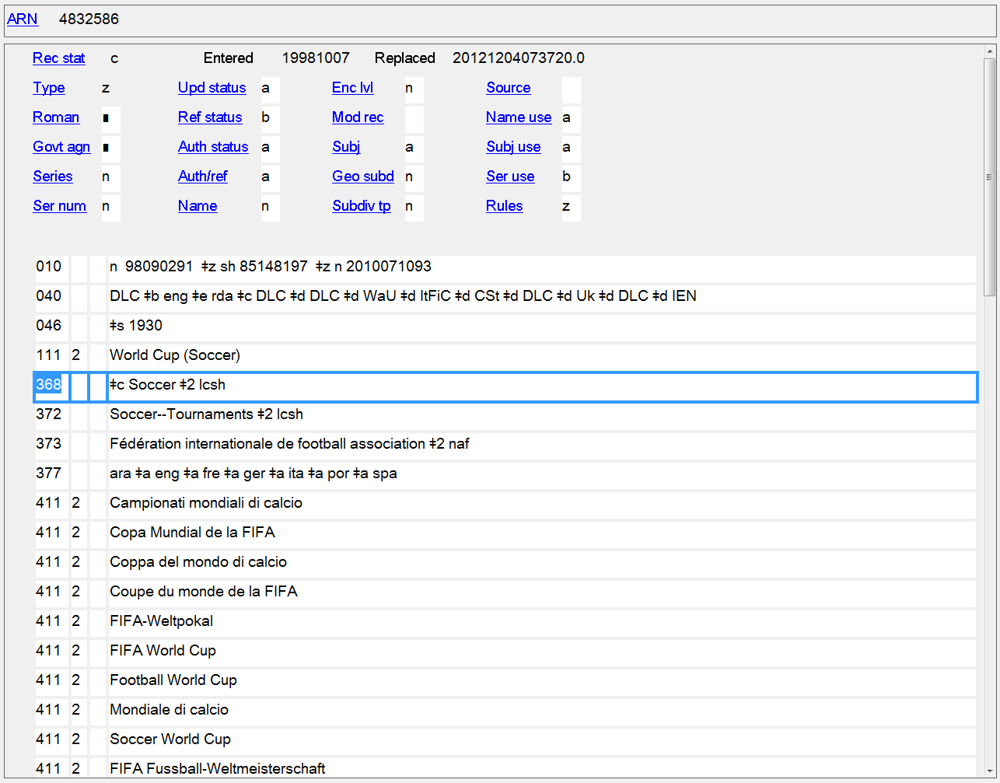 ARN 4832586
Rec stat c Entered 19981007 Replaced 20121204073720.0
Type z Upd status a Enc lvl n Source
Roman ∎ Ref status b Mod rec Name use a
Govt agn ∎ Auth status a Subj a Subj use a
Series n Auth/ref a Geo subd n Ser use b
Ser num n Name n Subdiv tp n Rules z
010 n 98090291 ǂz sh 85148197 ǂz n 2010071093
040 DLC ǂb eng ǂe rda ǂc DLC ǂd DLC ǂd WaU ǂd ItFiC ǂd CSt ǂd DLC ǂd Uk ǂd DLC ǂd IEN
046 ǂs 1930
111 2 World Cup (Soccer)
368 ǂc Soccer ǂ2 lcsh
372 Soccer--Tournaments ǂ2 lcsh
373 Fédération internationale de football association ǂ2 naf
377 ara ǂa eng ǂa fre ǂa ger ǂa ita ǂa por ǂa spa
411 2 Campionati mondiali di calcio
411 2 Copa Mundial de la FIFA
411 2 Coppa del mondo di calcio
411 2 Coupe du monde de la FIFA
411 2 FIFA-Weltpokal
411 2 FIFA World Cup
411 2 Football World Cup
411 2 Mondiale di calcio
411 2 Soccer World Cup
411 2 FIFA Fussball-Weltmeisterschaft